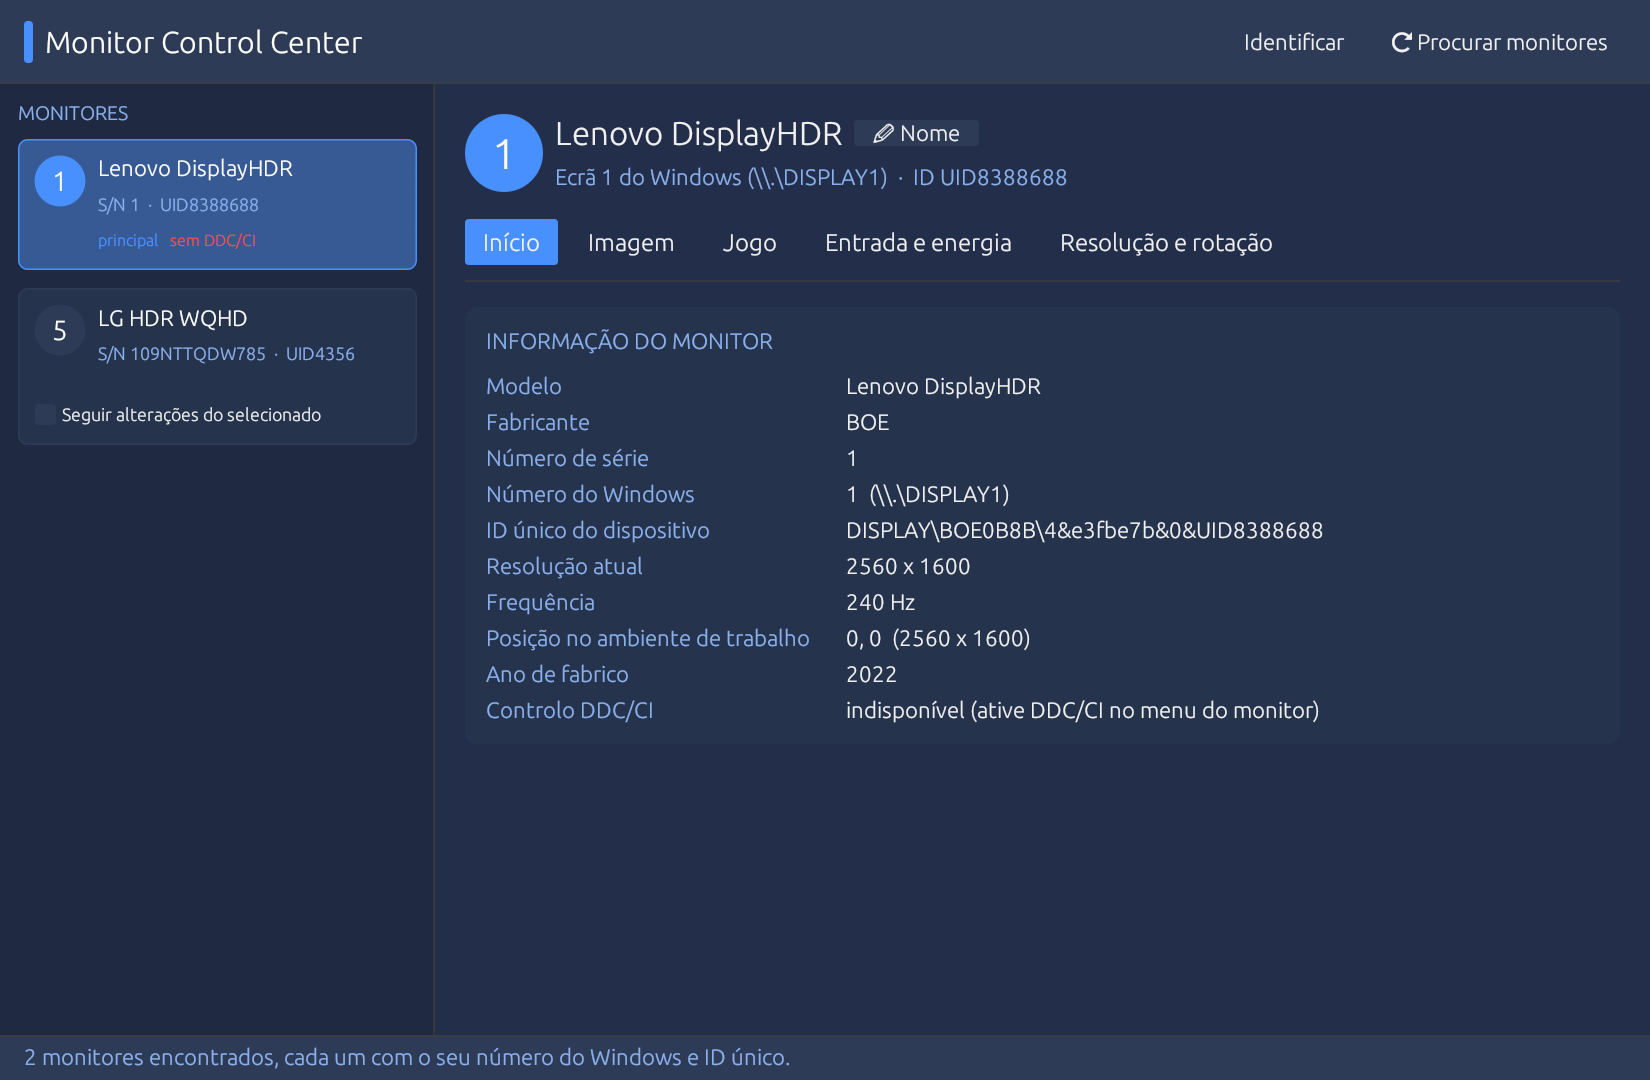 Monitor Control Center
Identificar
Procurar monitores
MONITORES
1
Lenovo DisplayHDR
S/N 1 · UID8388688
principal sem DDC/CI
5
LG HDR WQHD
S/N 109NTTQDW785 · UID4356
Seguir alterações do selecionado
1
Lenovo DisplayHDR
Nome
Ecrã 1 do Windows (\\.\DISPLAY1) · ID UID8388688
Início Imagem Jogo Entrada e energia Resolução e rotação
INFORMAÇÃO DO MONITOR
Modelo Lenovo DisplayHDR
Fabricante BOE
Número de série 1
Número do Windows 1 (\\.\DISPLAY1)
ID único do dispositivo DISPLAY\BOE0B8B\4&e3fbe7b&0&UID8388688
Resolução atual 2560 x 1600
Frequência 240 Hz
Posição no ambiente de trabalho 0, 0 (2560 x 1600)
Ano de fabrico 2022
Controlo DDC/CI indisponível (ative DDC/CI no menu do monitor)
2 monitores encontrados, cada um com o seu número do Windows e ID único.